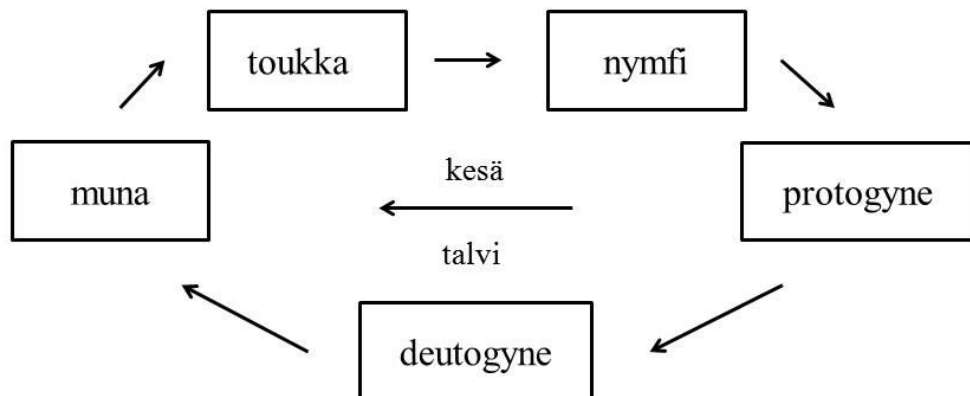 toukka
nymfi
muna
kesä
protogyne
talvi
deutogyne